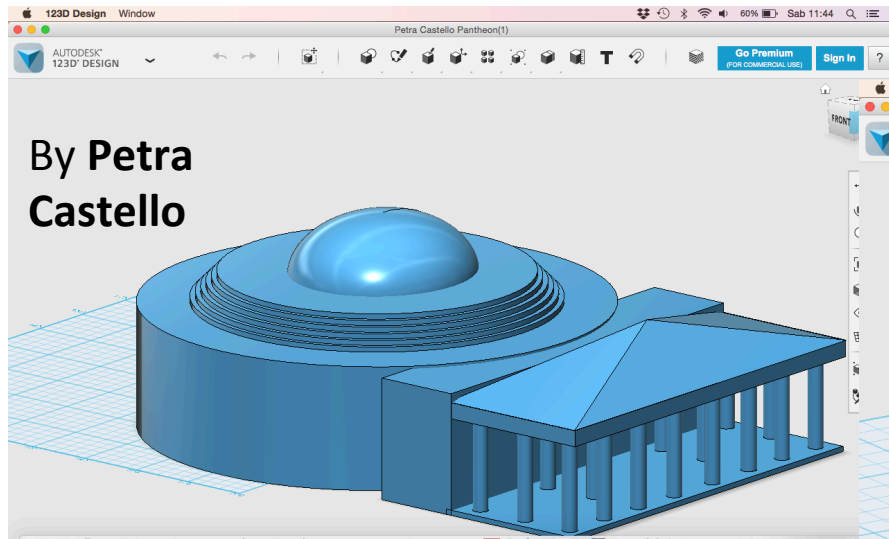 123D Design Window 60% Sab 11:44
Petra Castello Pantheon(1)
AUTODESK®
123D® DESIGN
T
Go Premium
(FOR COMMERCIAL USE)
Sign In
?
FRONT
By Petra
Castello